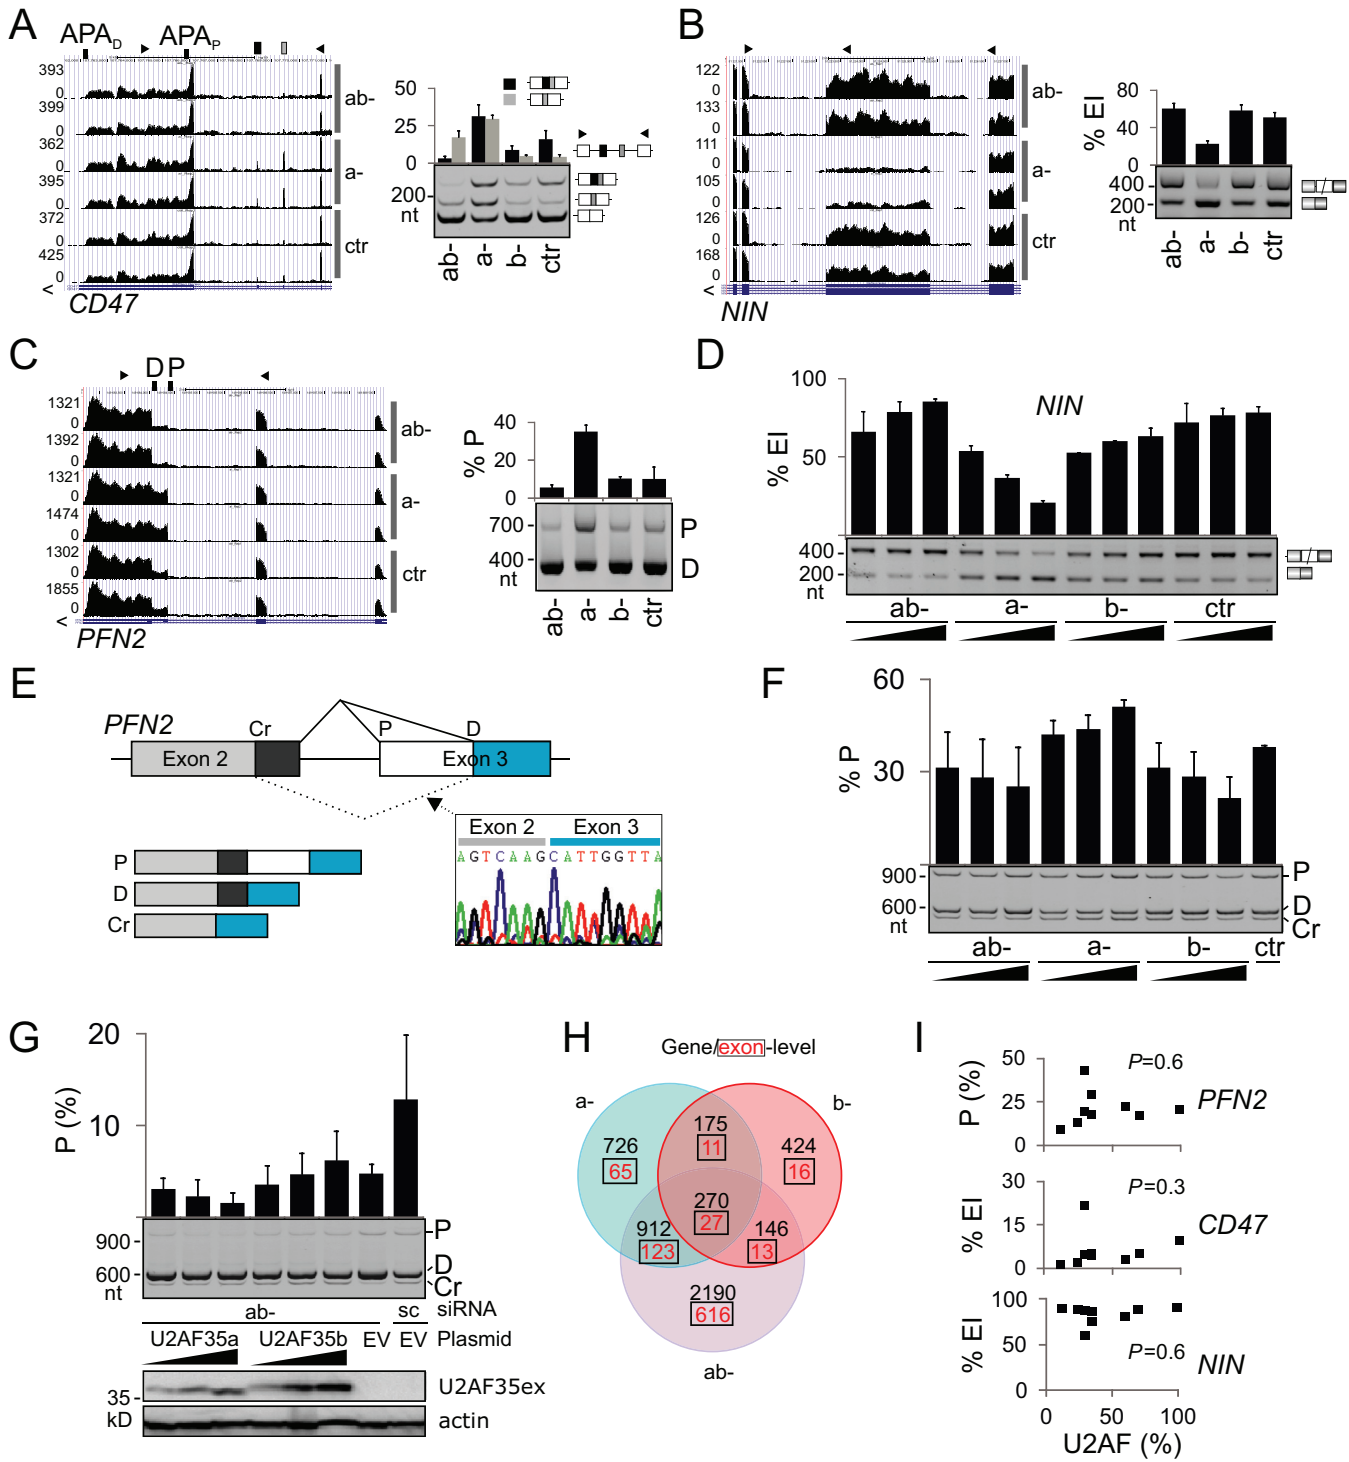 A
APA_D
APA_P
393
0
399
0
362
0
395
0
372
0
425
0
ab-
a-
ctr
<
CD47
50
25
0
200
nt
ab-
a-
b-
ctr
B
122
0
133
0
111
0
105
0
126
0
168
0
ab-
a-
ctr
<
NIN
% EI
80
40
0
400
200
nt
ab-
a-
b-
ctr
C
D P
1321
0
1392
0
1321
0
1474
0
1302
0
1855
0
ab-
a-
ctr
<
PFN2
% P
40
20
0
700
400
nt
P
D
ab-
a-
b-
ctr
D
100
50
% EI
NIN
400
200
nt
ab- a- b- ctr
E
PFN2
Cr P D
Exon 2 Exon 3
P
D
Cr
Exon 2 Exon 3
AGTCAAGCATTGGTTA
F
60
30
% P
900
600
nt
P
D
Cr
ab- a- b- ctr
G
20
10
P (%)
900
600
nt
P
D
Cr
ab- sc siRNA
U2AF35a U2AF35b EV EV Plasmid
35
kD
U2AF35ex
actin
H
Gene/exon-level
a-
b-
175
11
726
65
424
16
270
27
912
123
146
13
2190
616
ab-
I
P (%)
50
25
0
P=0.6
PFN2
% EI
30
15
0
P=0.3
CD47
% EI
100
50
0
P=0.6
NIN
0 50 100
U2AF (%)